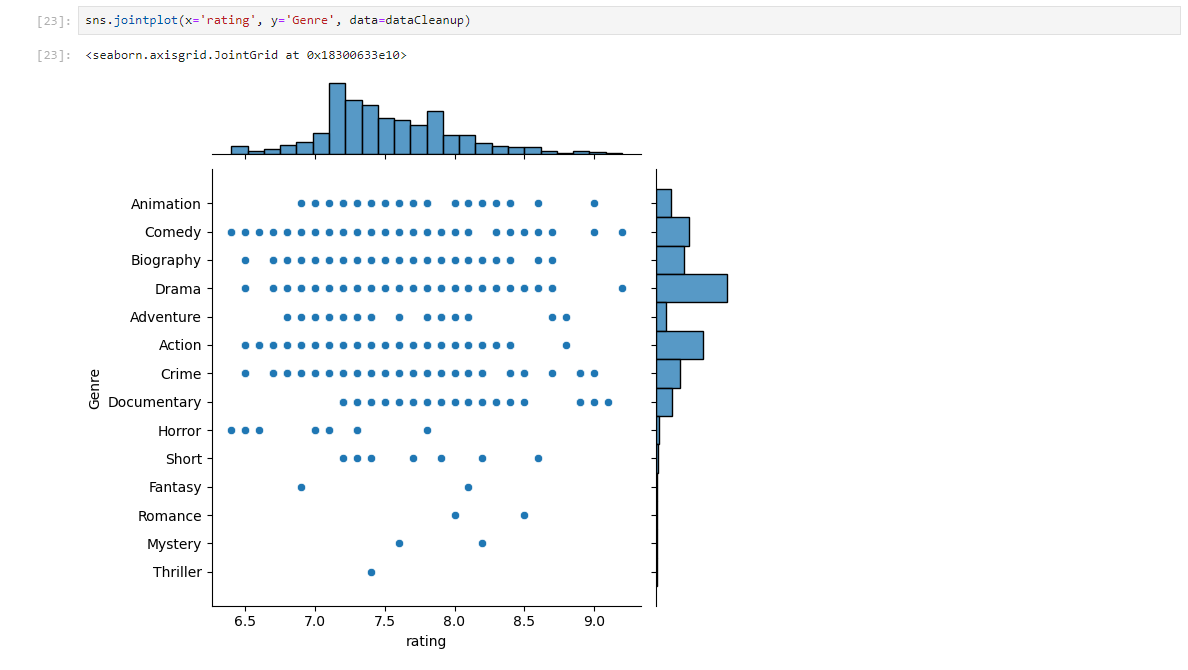 [23]: sns.jointplot(x='rating', y='Genre', data=dataCleanup)
[23]: <seaborn.axisgrid.JointGrid at 0x18300633e10>
Animation
Comedy
Biography
Drama
Adventure
Action
Crime
Genre
Documentary
Horror
Short
Fantasy
Romance
Mystery
Thriller
6.5 7.0 7.5 8.0 8.5 9.0
rating